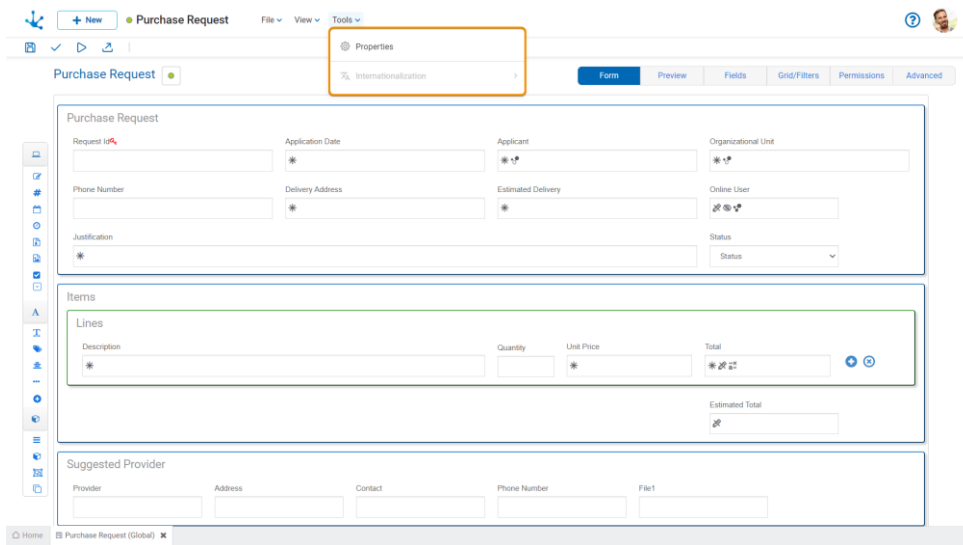 + New
Purchase Request
File
View
Tools
Properties
Internationalization
Purchase Request
Form
Preview
Fields
Grid/Filters
Permissions
Advanced
Purchase Request
Request Id
Application Date
Applicant
Organizational Unit
Phone Number
Delivery Address
Estimated Delivery
Online User
Justification
Status
Status
Items
Lines
Description
Quantity
Unit Price
Total
Estimated Total
Suggested Provider
Provider
Address
Contact
Phone Number
File1
Home
Purchase Request (Global)